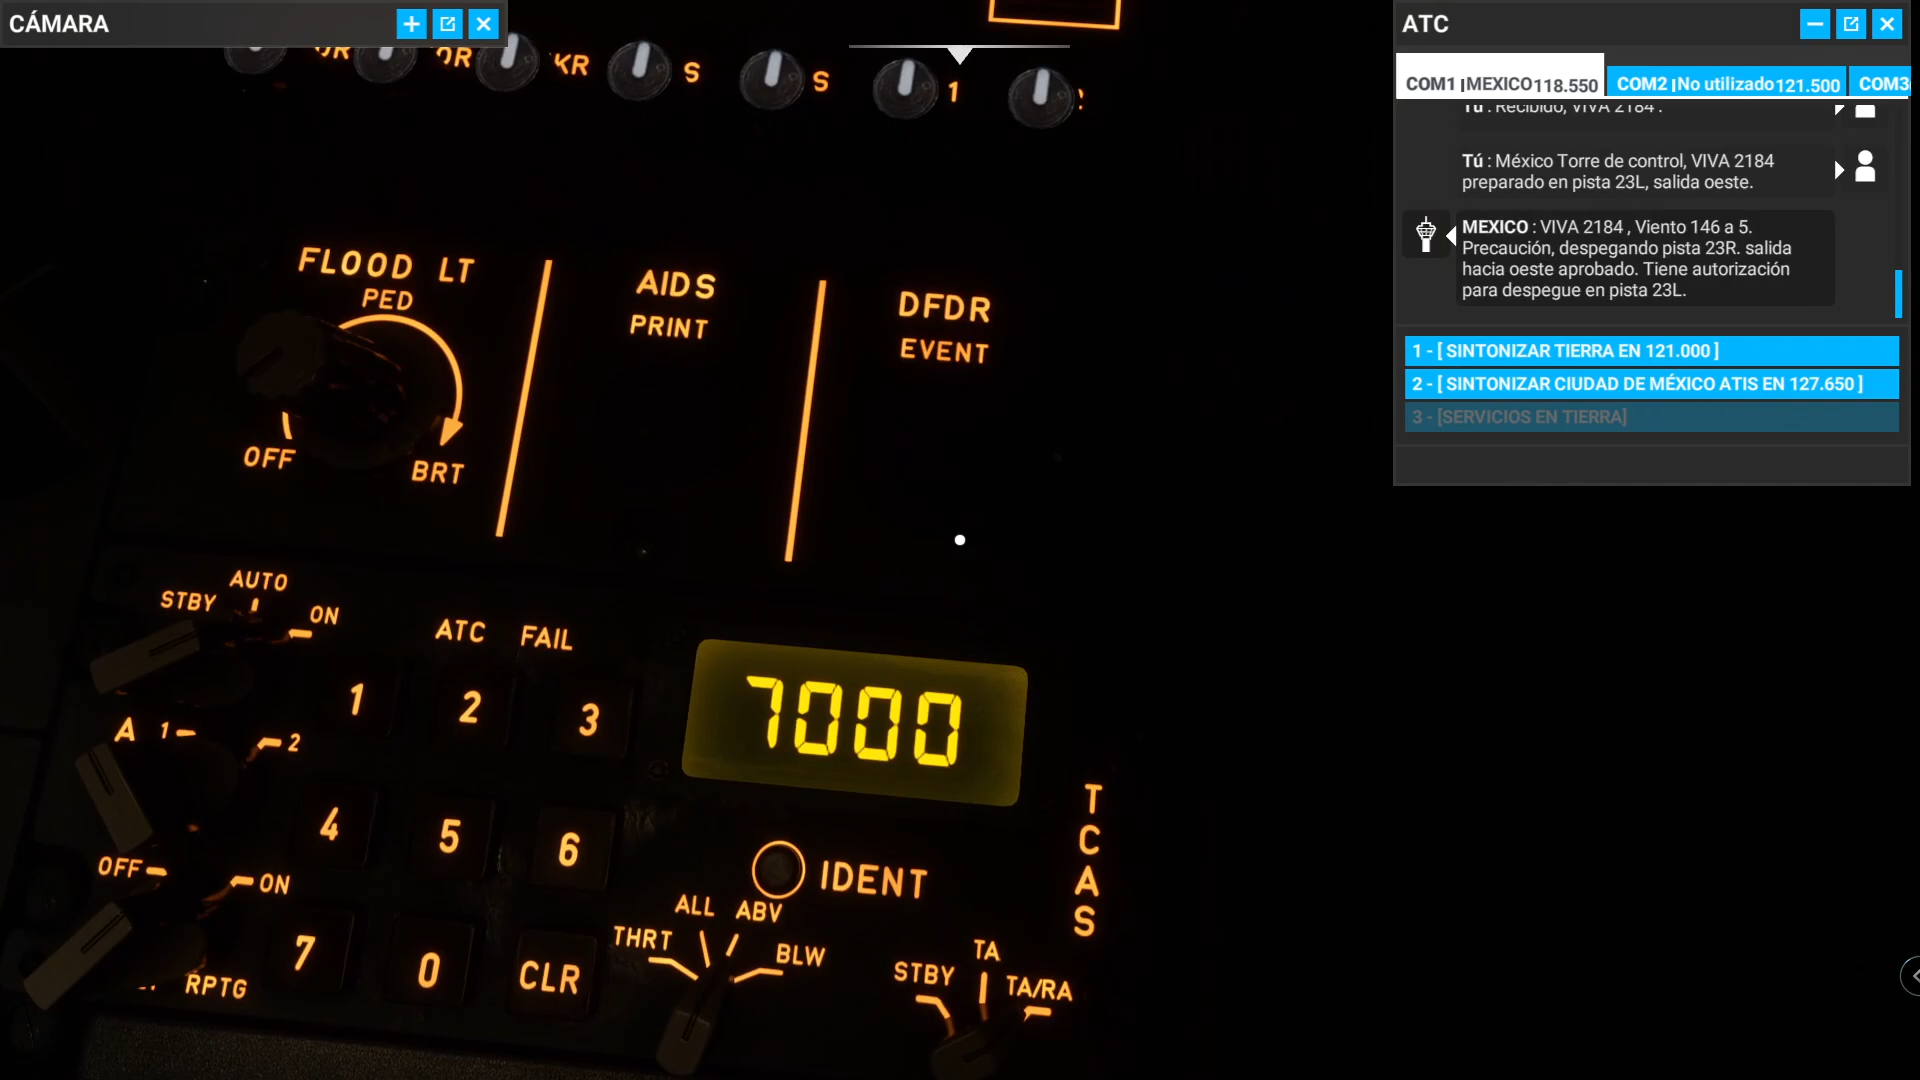 CÁMARA
S
S
1
FLOOD LT
PED
OFF
BRT
AIDS
PRINT
DFDR
EVENT
STBY
AUTO
ON
ATC FAIL
A
1
2
OFF
ON
RPTG
1
2
3
4
5
6
7
0
CLR
7000
IDENT
THRT
ALL
ABV
BLW
TCAS
STBY
TA
TA/RA
ATC
COM1 |MEXICO 118.550
COM2 |No utilizado 121.500
COM3
Tú : Recibido, VIVA 2184 .
Tú : México Torre de control, VIVA 2184
preparado en pista 23L, salida oeste.
MEXICO : VIVA 2184 , Viento 146 a 5.
Precaución, despegando pista 23R. salida
hacia oeste aprobado. Tiene autorización
para despegue en pista 23L.
1 - [ SINTONIZAR TIERRA EN 121.000 ]
2 - [ SINTONIZAR CIUDAD DE MÉXICO ATIS EN 127.650 ]
3 - [SERVICIOS EN TIERRA]